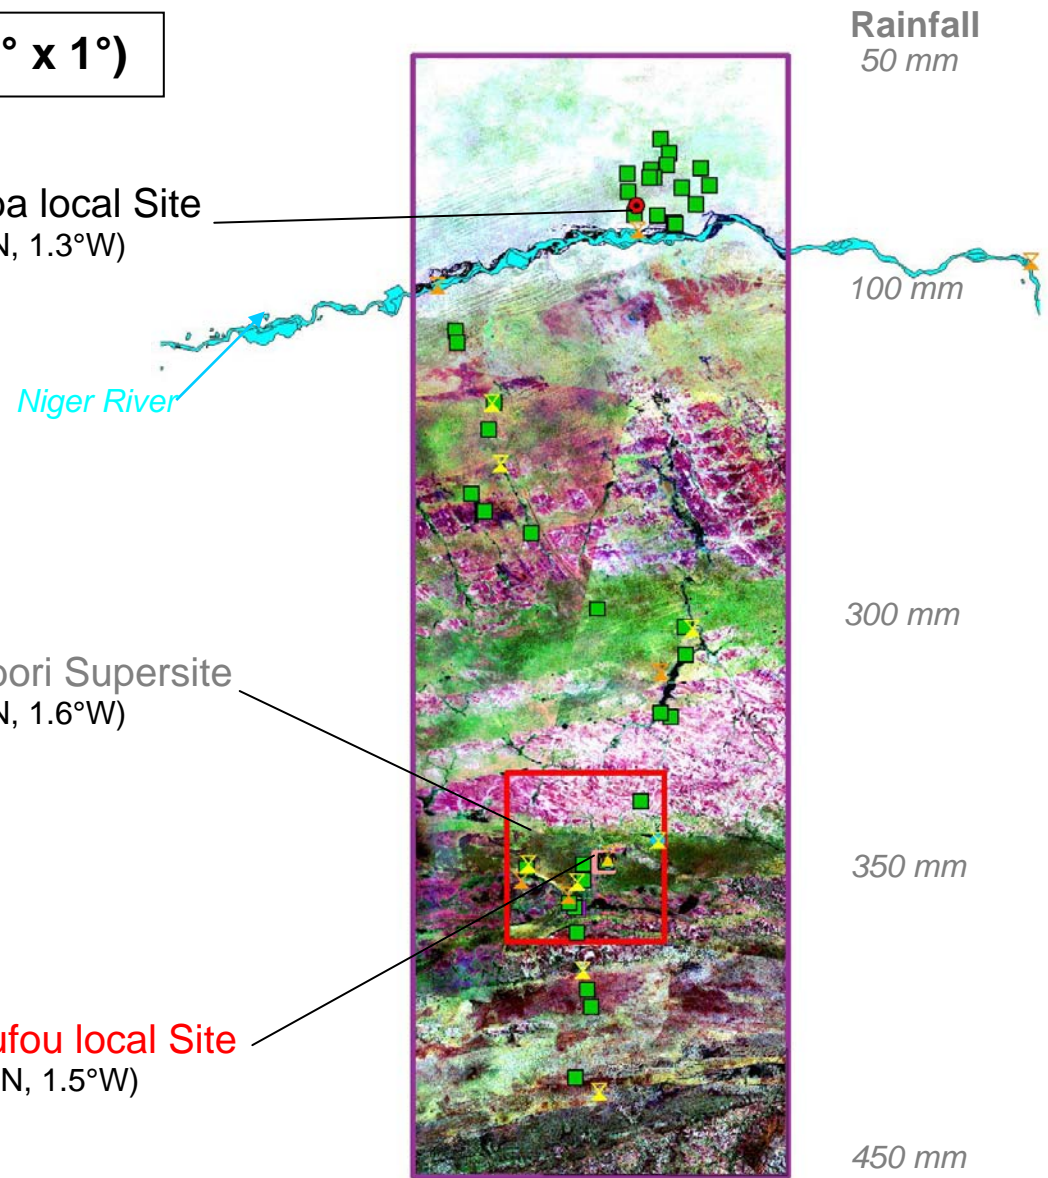 ° x 1°)
Rainfall
50 mm
oa local Site
N, 1.3°W)
100 mm
Niger River
300 mm
oori Supersite
N, 1.6°W)
350 mm
ufou local Site
N, 1.5°W)
450 mm